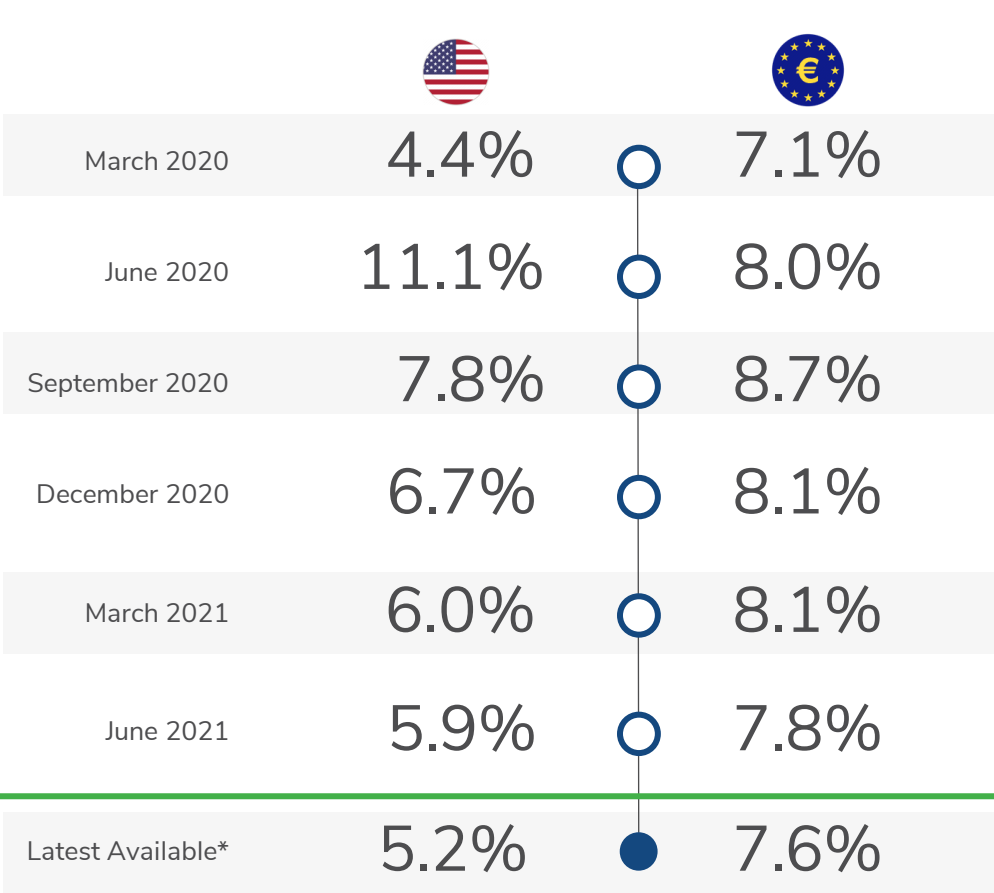 €
March 2020 4.4% 7.1%
June 2020 11.1% 8.0%
September 2020 7.8% 8.7%
December 2020 6.7% 8.1%
March 2021 6.0% 8.1%
June 2021 5.9% 7.8%
Latest Available* 5.2% 7.6%